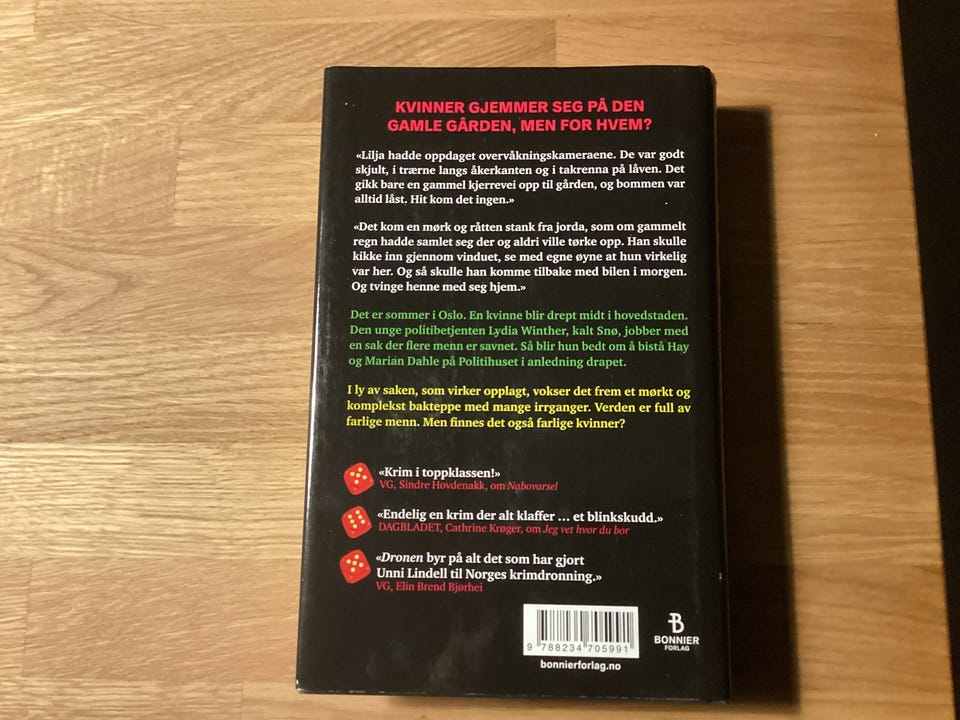 KVINNER GJEMMER SEG PÅ DEN
GAMLE GÅRDEN, MEN FOR HVEM?
«Lilja hadde oppdaget overvåkningskameraene. De var godt
skjult, i trærne langs åkerkanten og i takrenna på låven. Det
gikk bare en gammel kjerrevei opp til gården, og bommen var
alltid låst. Hit kom det ingen.»
«Det kom en mørk og råtten stank fra jorda, som om gammelt
regn hadde samlet seg der og aldri ville tørke opp. Han skulle
kikke inn gjennom vinduet, se med egne øyne at hun virkelig
var her. Og så skulle han komme tilbake med bilen i morgen.
Og tvinge henne med seg hjem.»
Det er sommer i Oslo. En kvinne blir drept midt i hovedstaden.
Den unge politibetjenten Lydia Winther, kalt Snø, jobber med
en sak der flere menn er savnet. Så blir hun bedt om å bistå Hay
og Marian Dahle på Politihuset i anledning drapet.
I ly av saken, som virker opplagt, vokser det frem et mørkt og
komplekst bakteppe med mange irrganger. Verden er full av
farlige menn. Men finnes det også farlige kvinner?
«Krim i toppklassen!»
VG, Sindre Hovdenakk, om Nabovarsel
«Endelig en krim der alt klaffer ... et blinkskudd.»
DAGBLADET, Cathrine Krøger, om Jeg vet hvor du bor
«Dronen byr på alt det som har gjort
Unni Lindell til Norges krimdronning.»
VG, Elin Brend Bjørhei
9 788234 705991
bonnierforlag.no
B
BONNIER
FORLAG